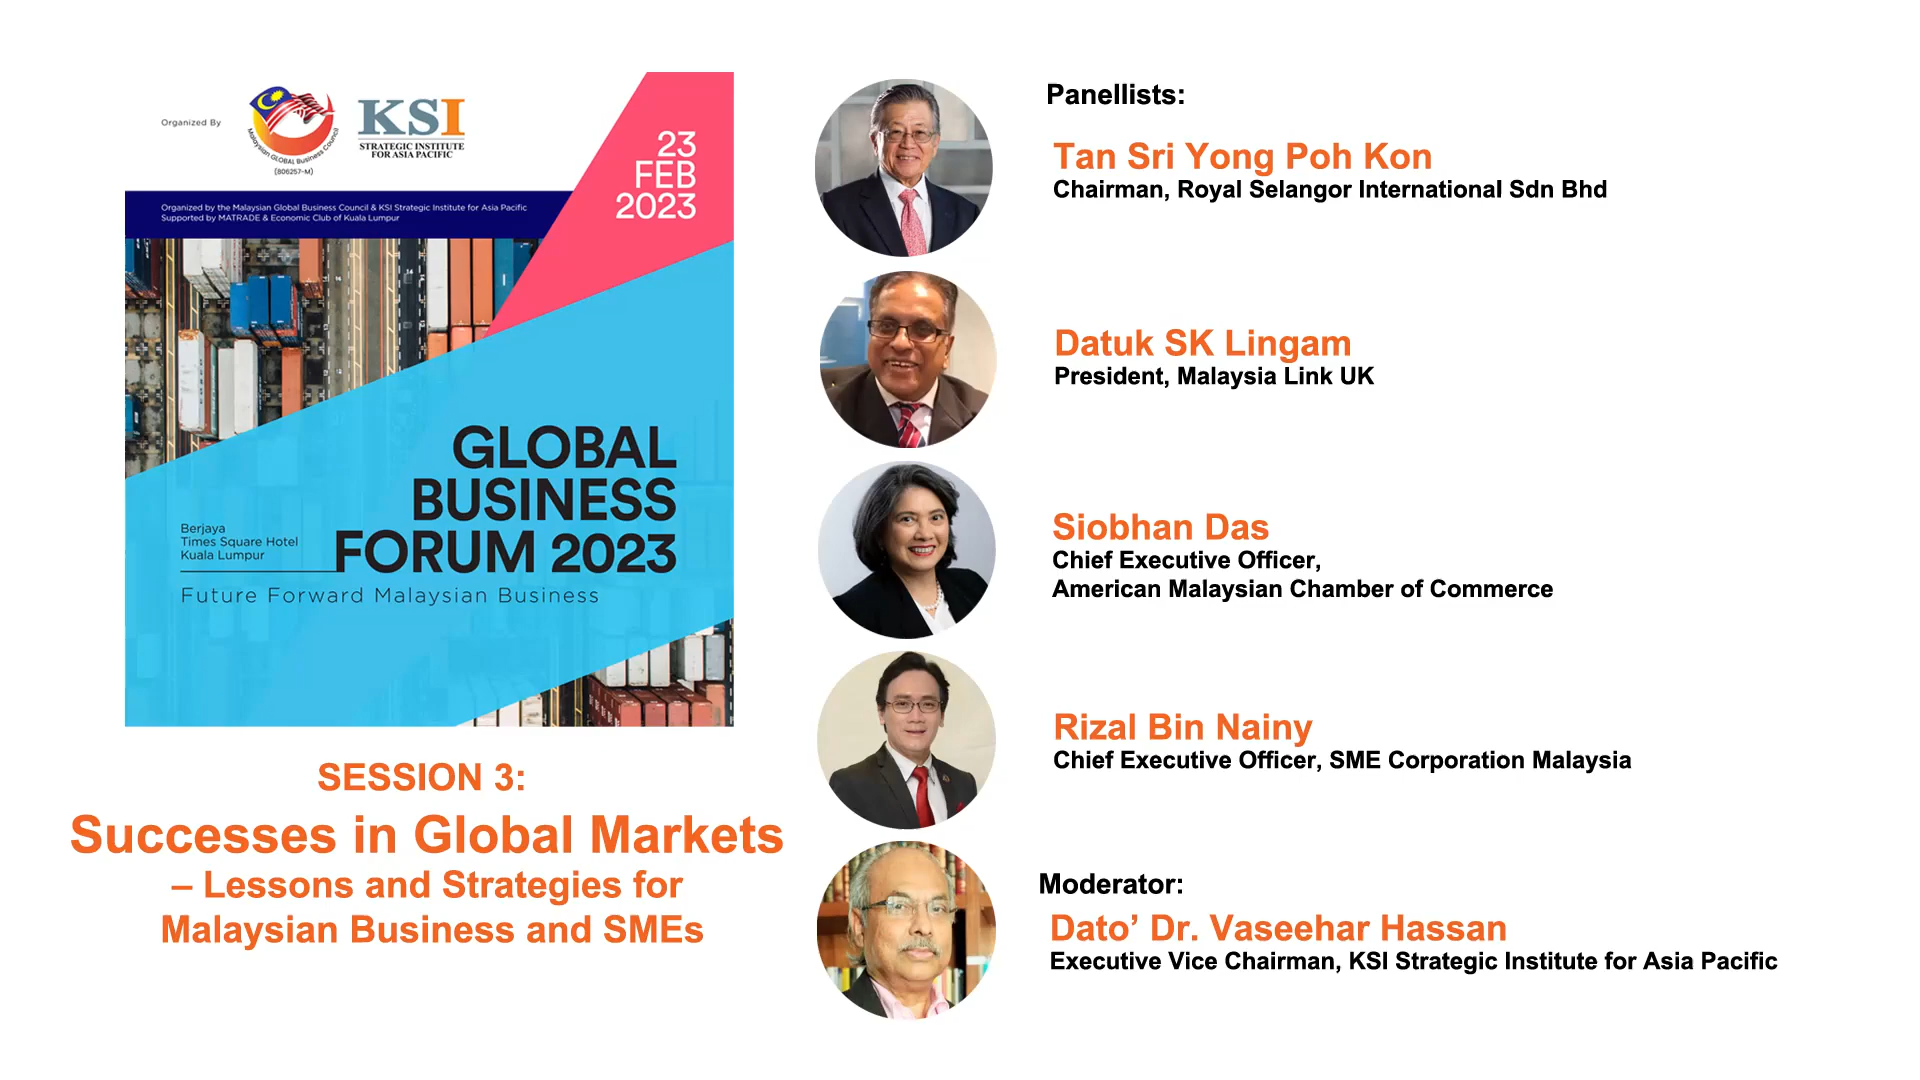 Organized By
Malaysian GLOBAL Business Council
(806257-M)
KSI
STRATEGIC INSTITUTE
FOR ASIA PACIFIC
23
FEB
2023
Organized by the Malaysian Global Business Council & KSI Strategic Institute for Asia Pacific
Supported by MATRADE & Economic Club of Kuala Lumpur
GLOBAL
BUSINESS
FORUM 2023
Berjaya
Times Square Hotel
Kuala Lumpur
Future Forward Malaysian Business
SESSION 3:
Successes in Global Markets
– Lessons and Strategies for
Malaysian Business and SMEs
Panellists:
Tan Sri Yong Poh Kon
Chairman, Royal Selangor International Sdn Bhd
Datuk SK Lingam
President, Malaysia Link UK
Siobhan Das
Chief Executive Officer,
American Malaysian Chamber of Commerce
Rizal Bin Nainy
Chief Executive Officer, SME Corporation Malaysia
Moderator:
Dato’ Dr. Vaseehar Hassan
Executive Vice Chairman, KSI Strategic Institute for Asia Pacific